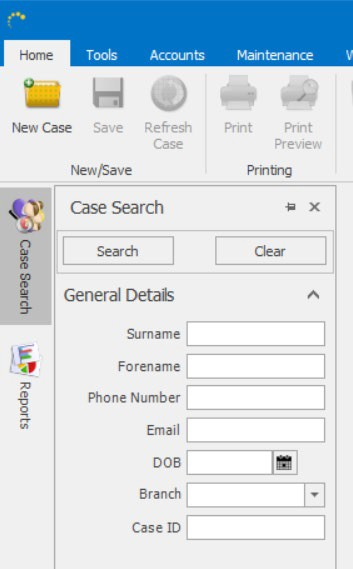 Home Tools Accounts Maintenance
New Case Save Refresh Case Print Print Preview
New/Save Printing
Case Search
Case Search
Search Clear
General Details
Surname
Forename
Phone Number
Email
DOB
Branch
Case ID
Reports